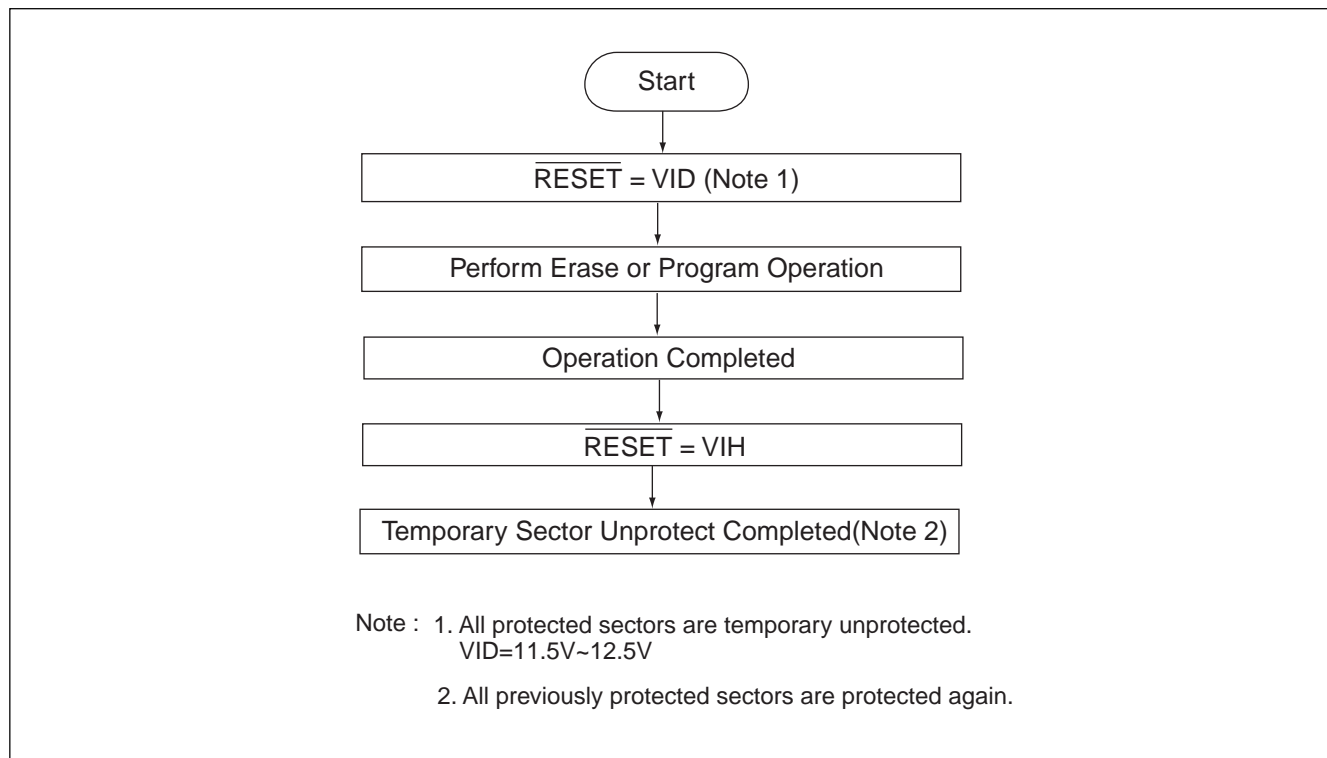 Start
RESET = VID (Note 1)
Perform Erase or Program Operation
Operation Completed
RESET = VIH
Temporary Sector Unprotect Completed(Note 2)
Note : 1. All protected sectors are temporary unprotected.
VID=11.5V~12.5V
2. All previously protected sectors are protected again.